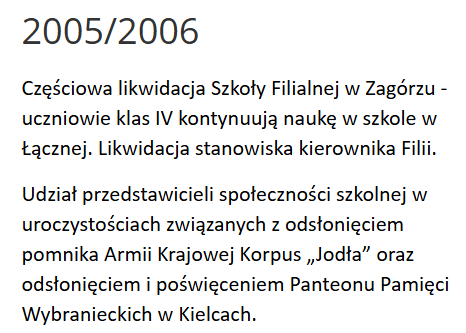 2005/2006
Częściowa likwidacja Szkoły Filialnej w Zagórzu -
uczniowie klas IV kontynuują naukę w szkole w
Łącznej. Likwidacja stanowiska kierownika Filii.
Udział przedstawicieli społeczności szkolnej w
uroczystościach związanych z odsłonięciem
pomnika Armii Krajowej Korpus „Jodła” oraz
odsłonięciem i poświęceniem Panteonu Pamięci
Wybranieckich w Kielcach.